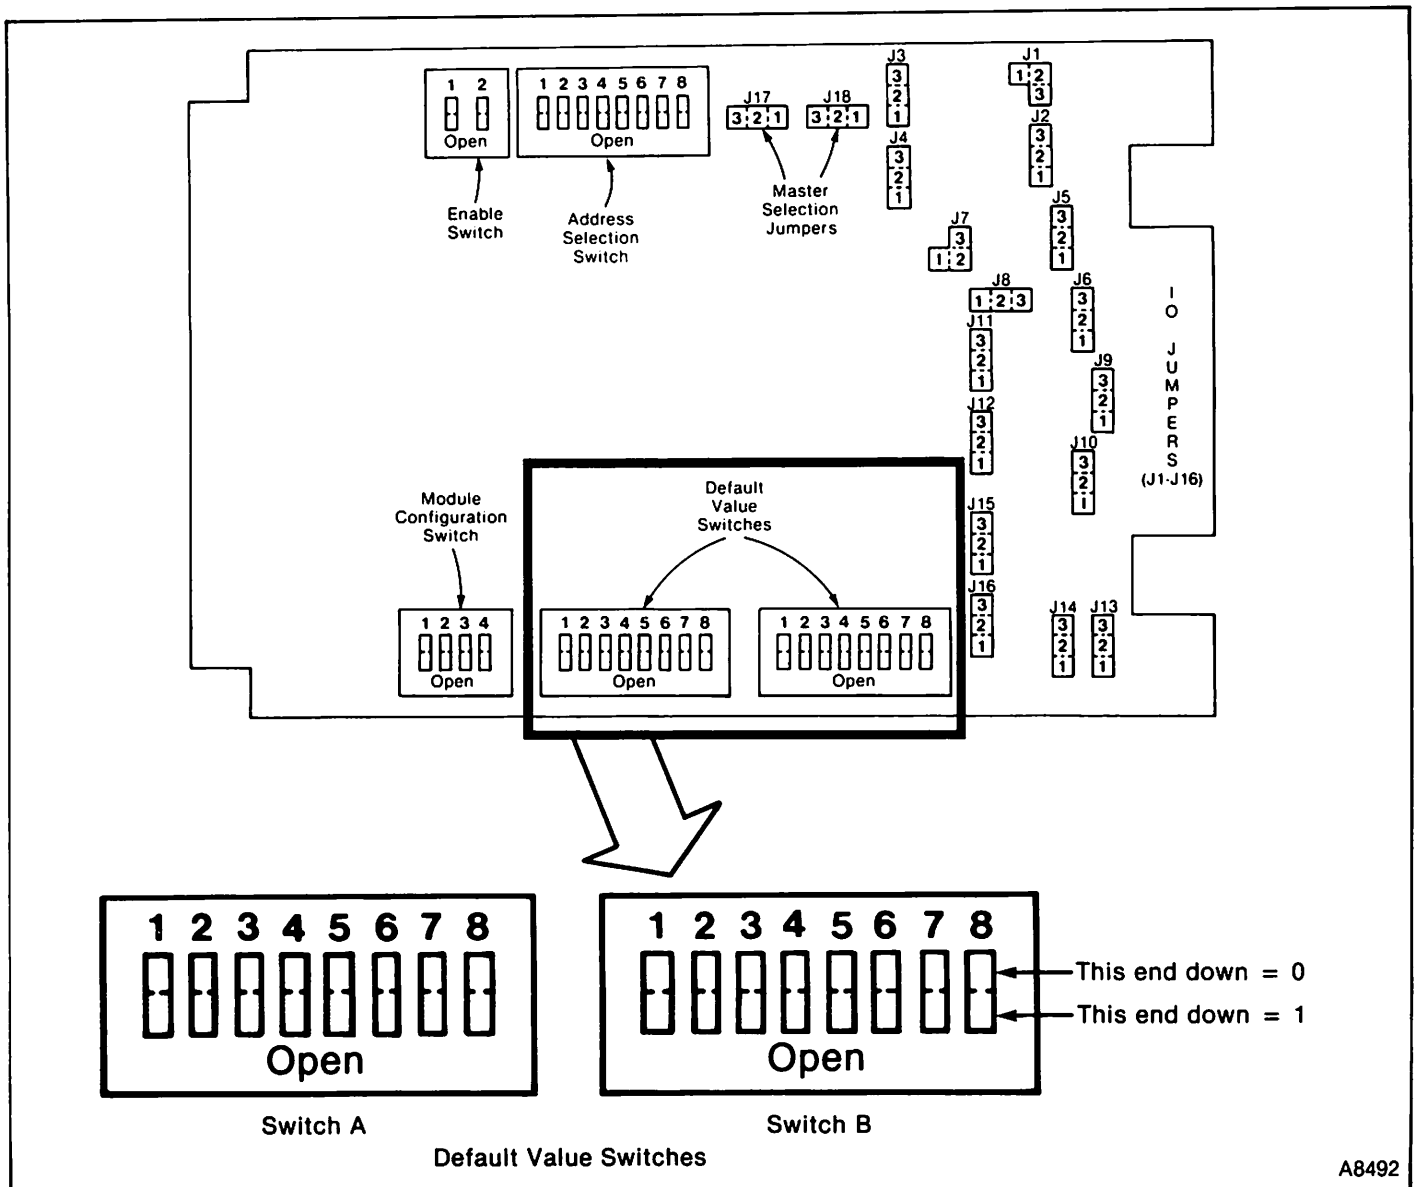 1 2
Open
Enable
Switch
1 2 3 4 5 6 7 8
Open
Address
Selection
Switch
J17
3 2 1
J18
3 2 1
Master
Selection
Jumpers
J3
3
2
1
J4
3
2
1
J1
1 2
3
J2
3
2
1
J5
3
2
1
J7
3
1 2
J8
1 2 3
J6
3
2
1
J11
3
2
1
J9
3
2
1
J12
3
2
1
J10
3
2
1
IO JUMPERS
(J1-J16)
J15
3
2
1
J16
3
2
1
J14
3
2
1
J13
3
2
1
Module
Configuration
Switch
1 2 3 4
Open
Default
Value
Switches
1 2 3 4 5 6 7 8
Open
1 2 3 4 5 6 7 8
Open
1 2 3 4 5 6 7 8
Open
Switch A
1 2 3 4 5 6 7 8
Open
Switch B
This end down = 0
This end down = 1
Default Value Switches
A8492